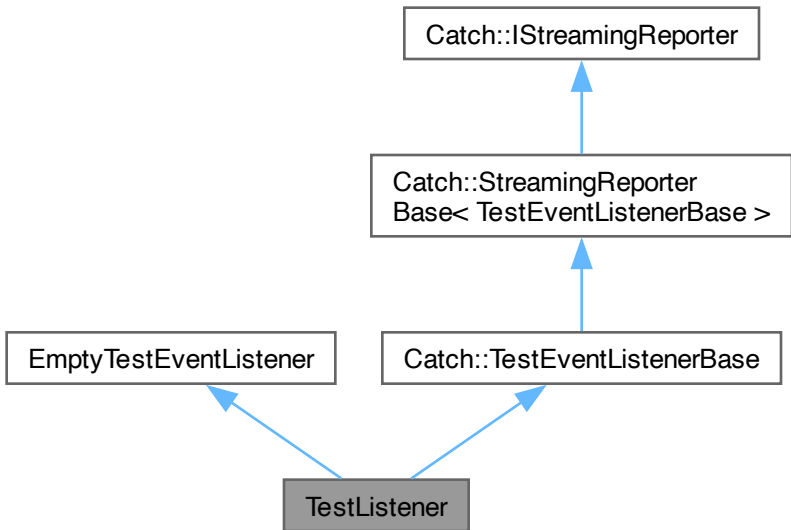 Catch::IStreamingReporter
Catch::StreamingReporter
Base< TestEventListenerBase >
EmptyTestEventListener
Catch::TestEventListenerBase
TestListener